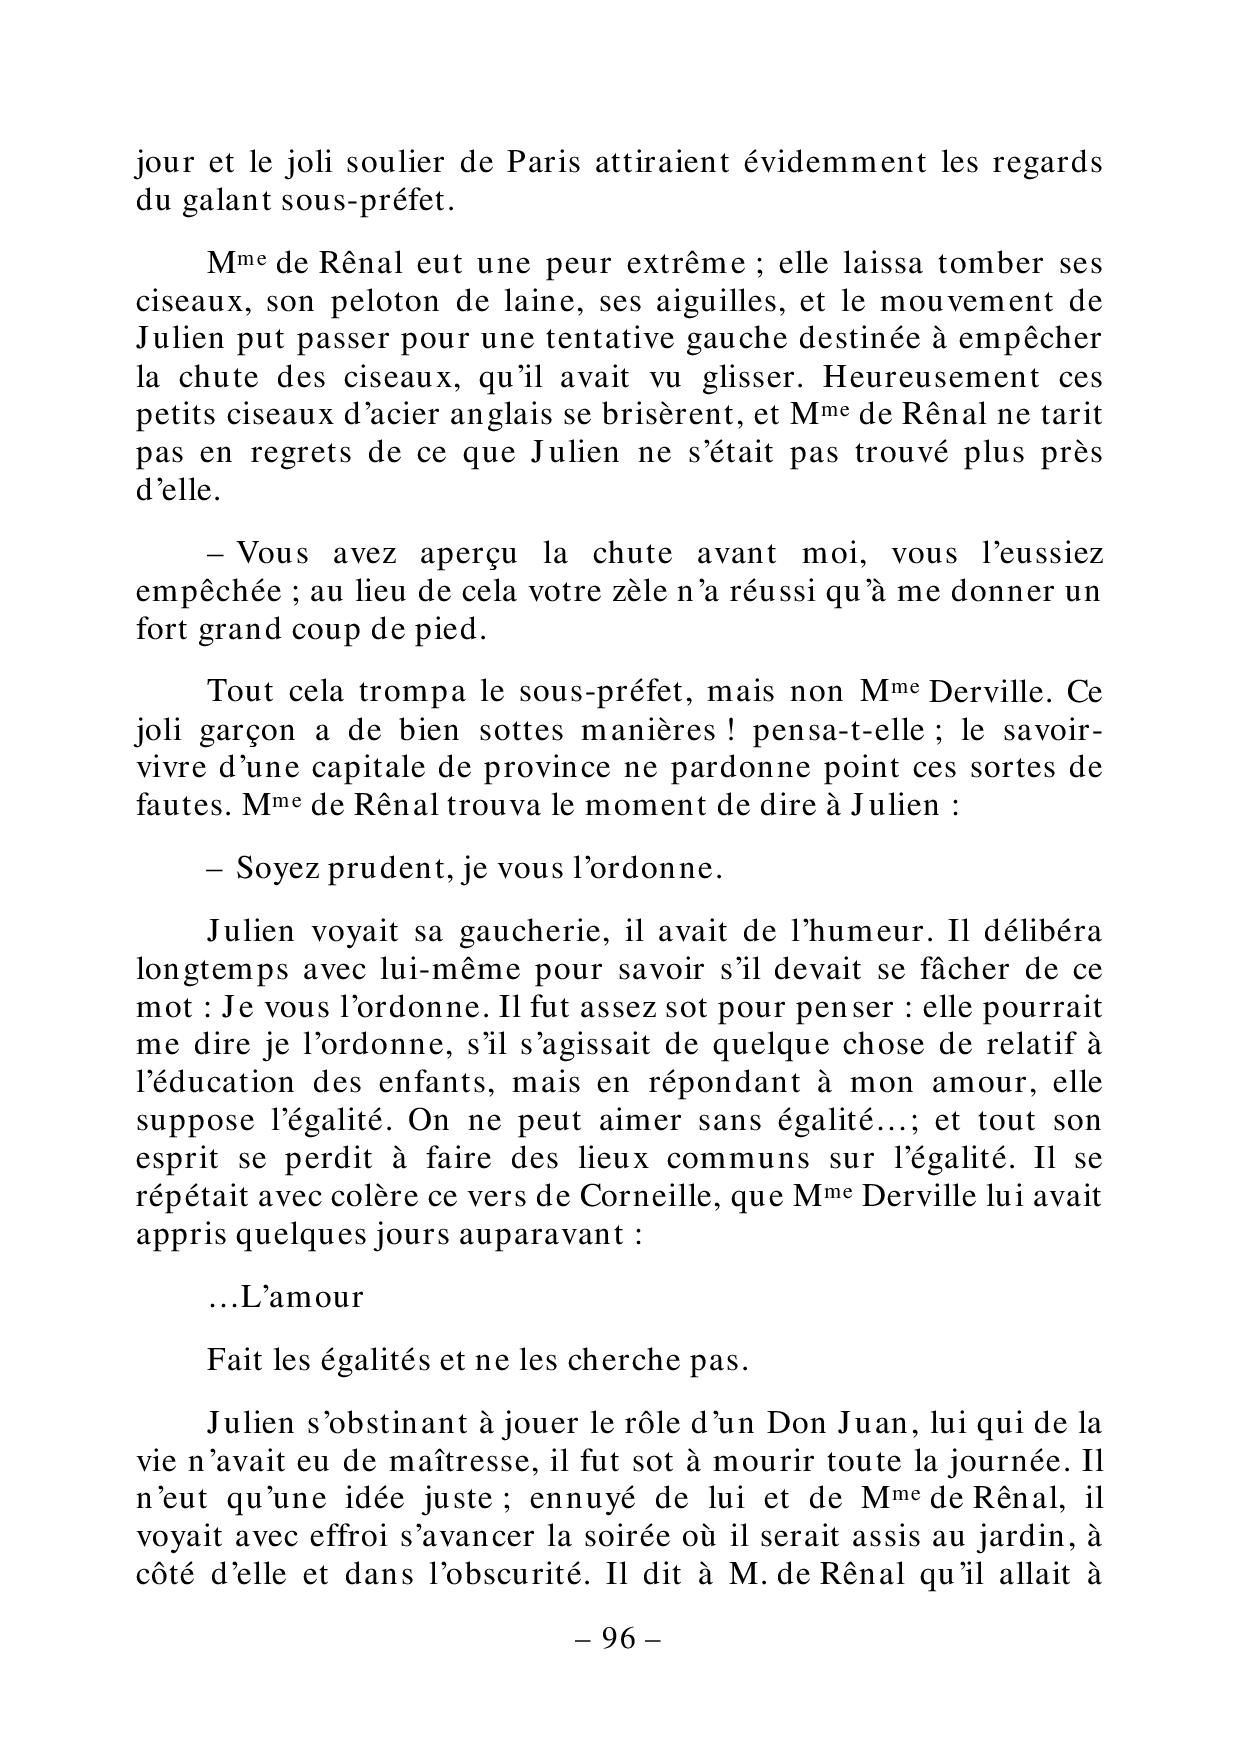 jour et le joli soulier de Paris attiraient évidemment les regards
du galant sous-préfet.
Mme de Rênal eut une peur extrême ; elle laissa tomber ses
ciseaux, son peloton de laine, ses aiguilles, et le mouvement de
Julien put passer pour une tentative gauche destinée à empêcher
la chute des ciseaux, qu’il avait vu glisser. Heureusement ces
petits ciseaux d’acier anglais se brisèrent, et Mme de Rênal ne tarit
pas en regrets de ce que Julien ne s’était pas trouvé plus près
d’elle.
– Vous avez aperçu la chute avant moi, vous l’eussiez
empêchée ; au lieu de cela votre zèle n’a réussi qu’à me donner un
fort grand coup de pied.
Tout cela trompa le sous-préfet, mais non Mme Derville. Ce
joli garçon a de bien sottes manières ! pensa-t-elle ; le savoir-
vivre d’une capitale de province ne pardonne point ces sortes de
fautes. Mme de Rênal trouva le moment de dire à Julien :
– Soyez prudent, je vous l’ordonne.
Julien voyait sa gaucherie, il avait de l’humeur. Il délibéra
longtemps avec lui-même pour savoir s’il devait se fâcher de ce
mot : Je vous l’ordonne. Il fut assez sot pour penser : elle pourrait
me dire je l’ordonne, s’il s’agissait de quelque chose de relatif à
l’éducation des enfants, mais en répondant à mon amour, elle
suppose l’égalité. On ne peut aimer sans égalité…; et tout son
esprit se perdit à faire des lieux communs sur l’égalité. Il se
répétait avec colère ce vers de Corneille, que Mme Derville lui avait
appris quelques jours auparavant :
…L’amour
Fait les égalités et ne les cherche pas.
Julien s’obstinant à jouer le rôle d’un Don Juan, lui qui de la
vie n’avait eu de maîtresse, il fut sot à mourir toute la journée. Il
n’eut qu’une idée juste ; ennuyé de lui et de Mme de Rênal, il
voyait avec effroi s’avancer la soirée où il serait assis au jardin, à
côté d’elle et dans l’obscurité. Il dit à M. de Rênal qu’il allait à
– 96 –